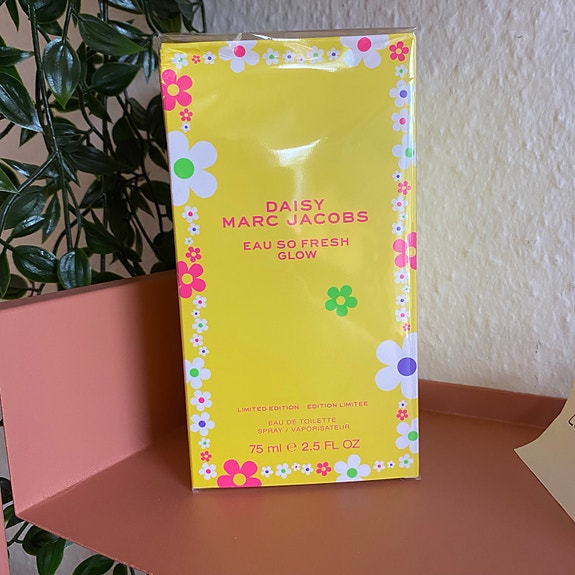 DAISY
MARC JACOBS
EAU SO FRESH
GLOW
LIMITED EDITION EDITION LIMITEE
EAU DE TOILETTE
SPRAY / VAPORISATEUR
75 ml ℮ 2.5 FL OZ